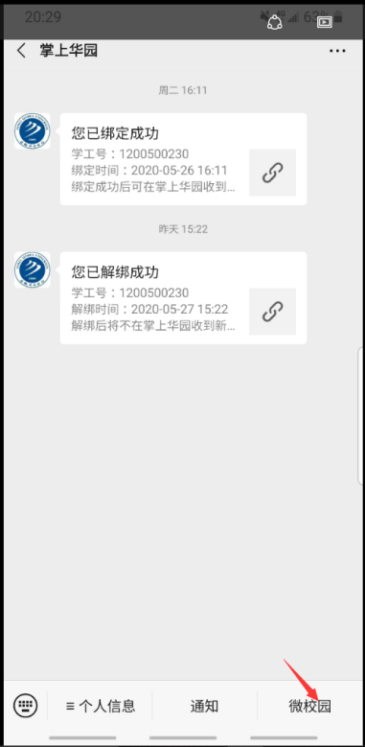 20:29
63%
掌上华园
周二 16:11
您已绑定成功
学工号：1200500230
绑定时间：2020-05-26 16:11
绑定成功后可在掌上华园收到...
昨天 15:22
您已解绑成功
学工号：1200500230
解绑时间：2020-05-27 15:22
解绑后将不在掌上华园收到新...
个人信息 通知 微校园